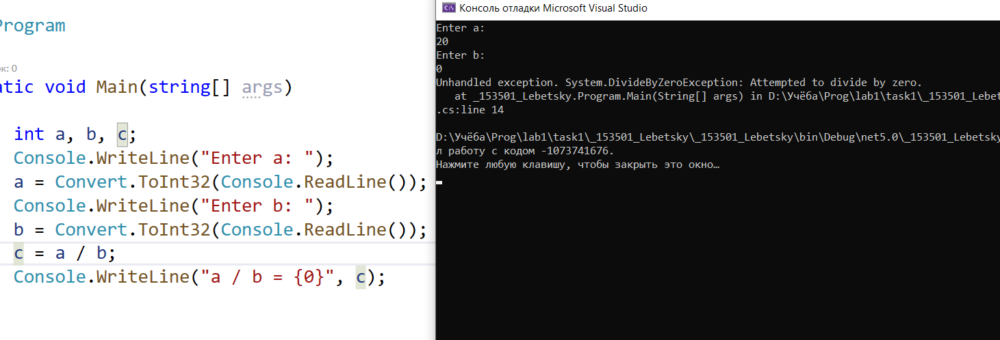 Program
ок: 0
atic void Main(string[] args)
int a, b, c;
Console.WriteLine("Enter a: ");
a = Convert.ToInt32(Console.ReadLine());
Console.WriteLine("Enter b: ");
b = Convert.ToInt32(Console.ReadLine());
c = a / b;
Console.WriteLine("a / b = {0}", c);
C:\ Консоль отладки Microsoft Visual Studio
Enter a:
20
Enter b:
0
Unhandled exception. System.DivideByZeroException: Attempted to divide by zero.
   at _153501_Lebetsky.Program.Main(String[] args) in D:\Учёба\Prog\lab1\task1\_153501_Lebet
.cs:line 14
D:\Учёба\Prog\lab1\task1\_153501_Lebetsky\_153501_Lebetsky\bin\Debug\net5.0\_153501_Lebetsky
л работу с кодом -1073741676.
Нажмите любую клавишу, чтобы закрыть это окно…